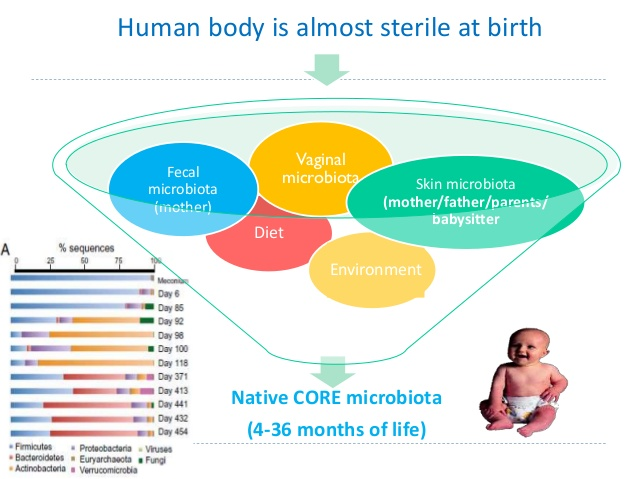 Human body is almost sterile at birth
Fecal
microbiota
(mother)
Vaginal
microbiota
Skin microbiota
(mother/father/parents/
babysitter
Diet
Environment
A
% sequences
0 25 50 75 100
Meconium
Day 6
Day 85
Day 92
Day 98
Day 100
Day 118
Day 371
Day 413
Day 441
Day 432
Day 454
Firmicutes
Proteobacteria
Viruses
Bacteroidetes
Euryarchaeota
Fungi
Actinobacteria
Verrucomicrobia
Native CORE microbiota
(4-36 months of life)